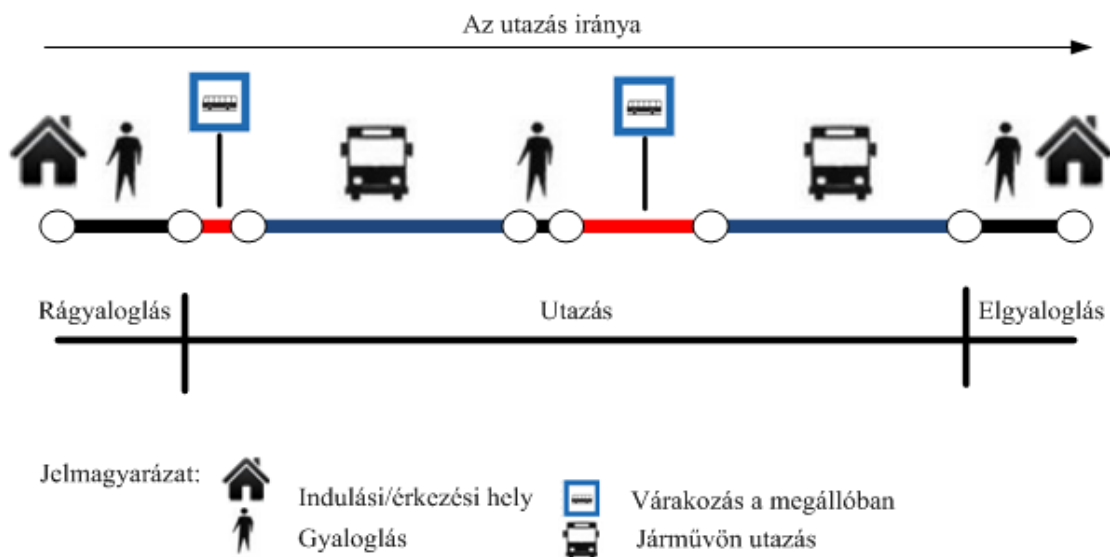 Az utazás iránya
Rágyaloglás Utazás Elgyaloglás
Jelmagyarázat:
Indulási/érkezési hely Várakozás a megállóban
Gyaloglás Járművön utazás